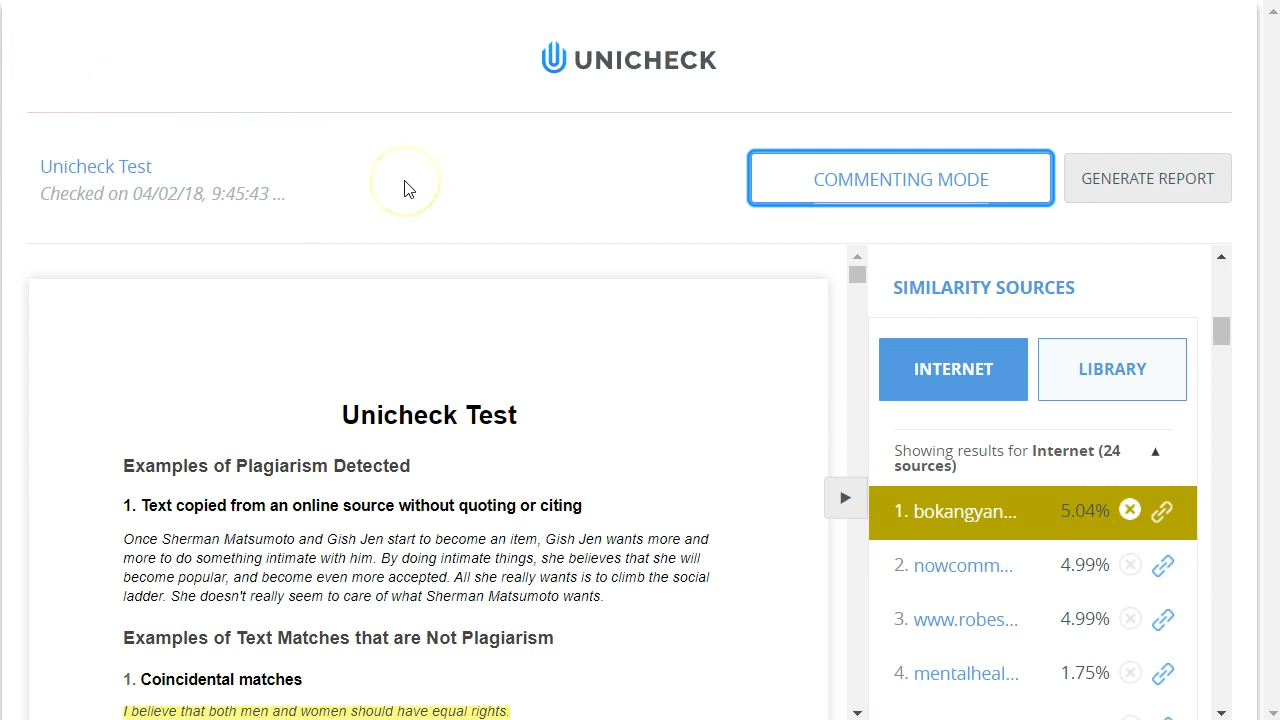 UNICHECK
Unicheck Test
Checked on 04/02/18, 9:45:43 ...
COMMENTING MODE
GENERATE REPORT
Unicheck Test
Examples of Plagiarism Detected
1. Text copied from an online source without quoting or citing
Once Sherman Matsumoto and Gish Jen start to become an item, Gish Jen wants more and
more to do something intimate with him. By doing intimate things, she believes that she will
become popular, and become even more accepted. All she really wants is to climb the social
ladder. She doesn't really seem to care of what Sherman Matsumoto wants.
Examples of Text Matches that are Not Plagiarism
1. Coincidental matches
I believe that both men and women should have equal rights.
SIMILARITY SOURCES
INTERNET
LIBRARY
Showing results for Internet (24
sources)
1. bokangyan... 5.04%
2. nowcomm... 4.99%
3. www.robes... 4.99%
4. mentalheal... 1.75%